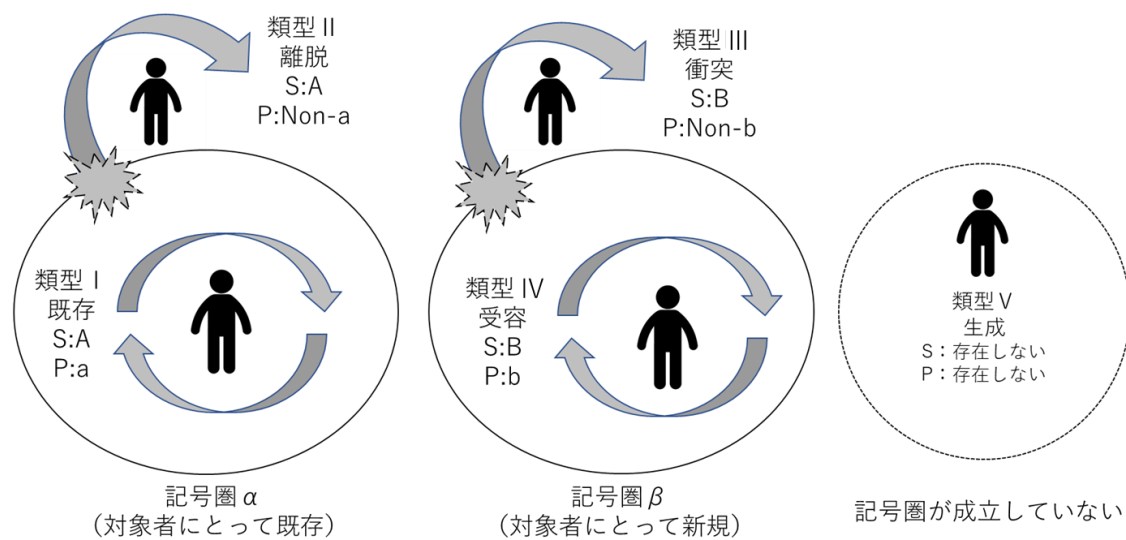 類型 II
離脱
S:A
P:Non-a
類型 III
衝突
S:B
P:Non-b
類型 I
既存
S:A
P:a
類型 IV
受容
S:B
P:b
類型 V
生成
S：存在しない
P：存在しない
記号圏α
（対象者にとって既存）
記号圏β
（対象者にとって新規）
記号圏が成立していない